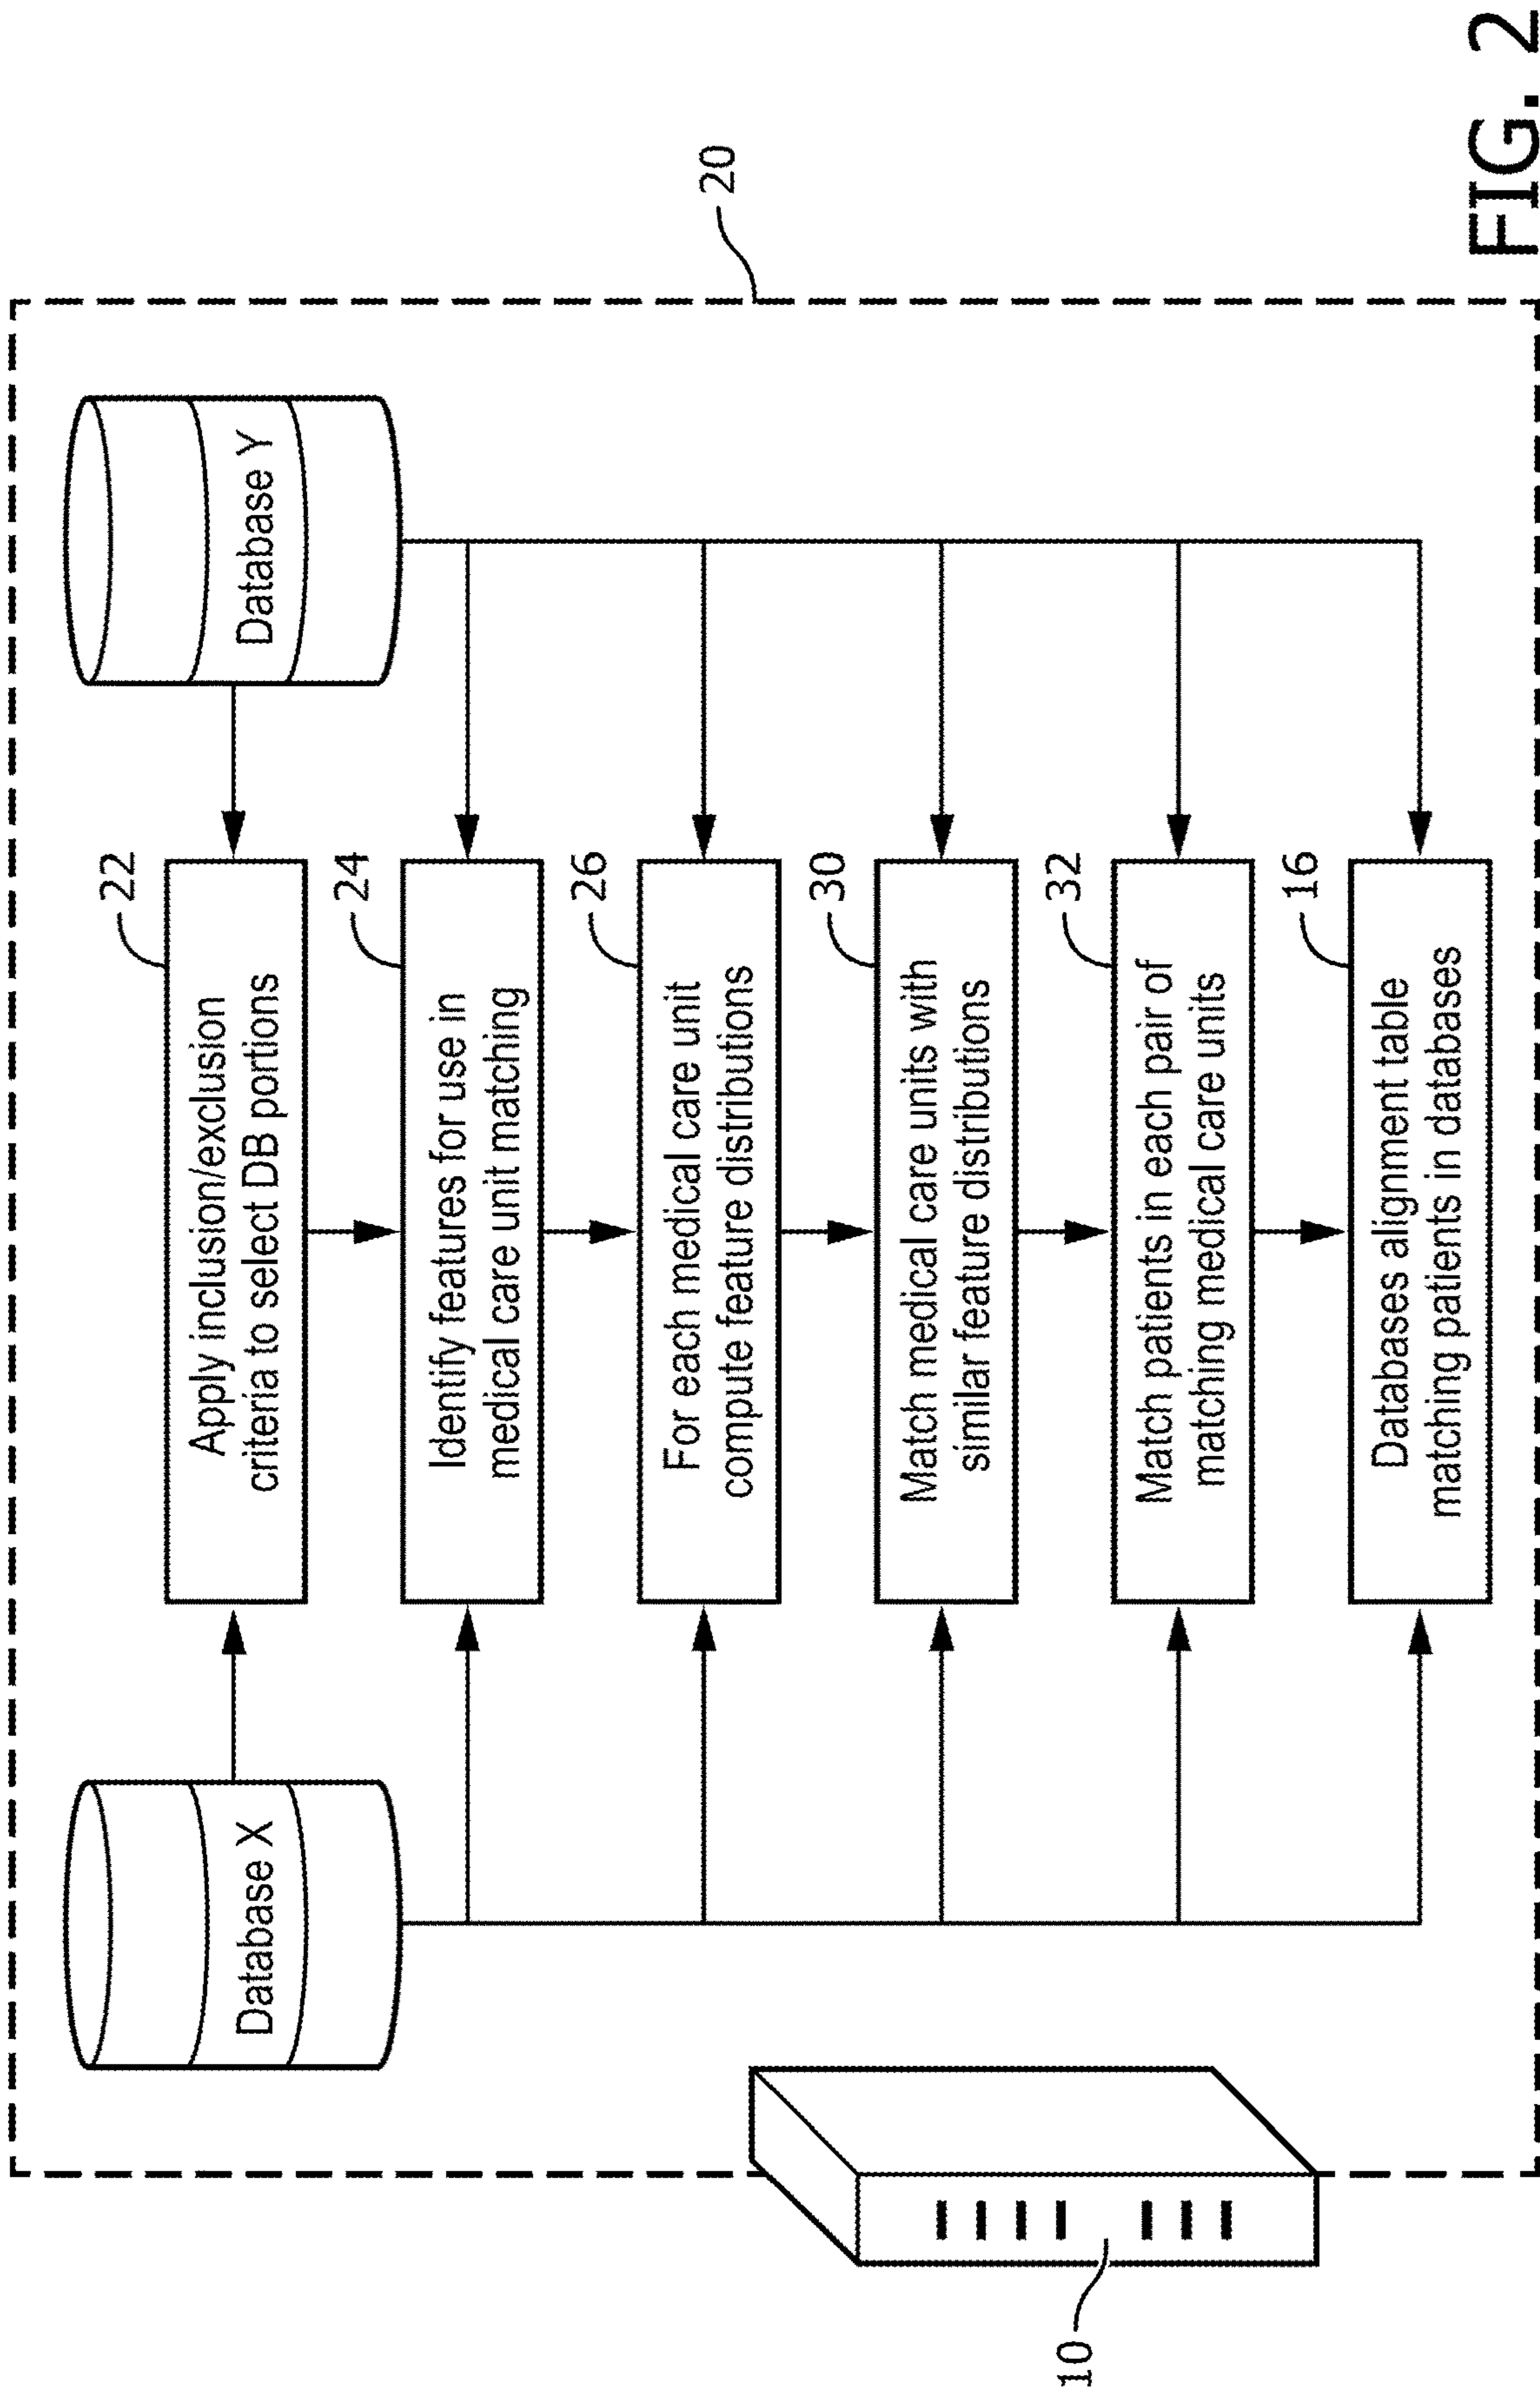 20
Database X
Database Y
22
Apply inclusion/exclusion
criteria to select DB portions
24
Identify features for use in
medical care unit matching
26
For each medical care unit
compute feature distributions
30
Match medical care units with
similar feature distributions
32
Match patients in each pair of
matching medical care units
16
Databases alignment table
matching patients in databases
10
FIG. 2